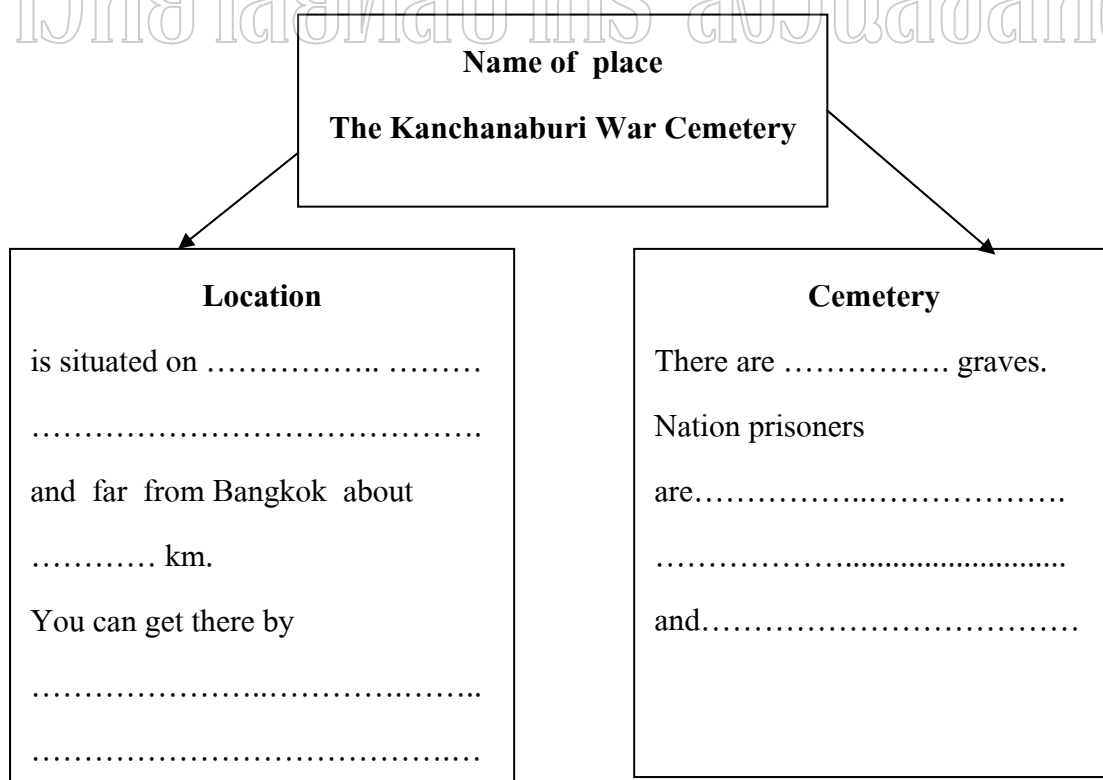 Name of place
The Kanchanaburi War Cemetery
Location
is situated on …………….. ………
……………………………………….
and far from Bangkok about
………… km.
You can get there by
…………………..………….……..
…………………………………….…
Cemetery
There are ……………. graves.
Nation prisoners
are……………..……………….
………………............................
and………………………………